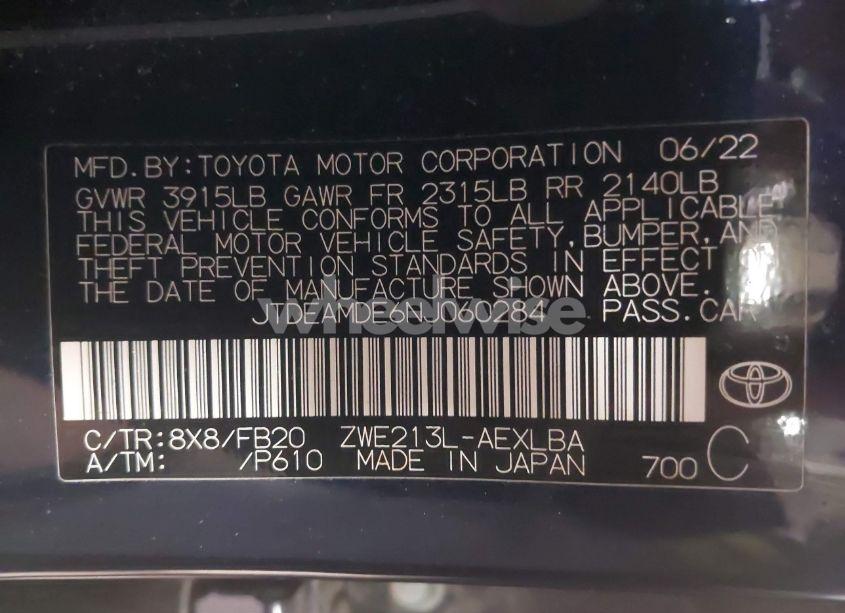 MFD.BY:TOYOTA MOTOR CORPORATION 06/22
GVWR 3915LB GAWR FR 2315LB RR 2140LB
THIS VEHICLE CONFORMS TO ALL APPLICABLE
FEDERAL MOTOR VEHICLE SAFETY,BUMPER,AND
THEFT PREVENTION STANDARDS IN EFFECT ON
THE DATE OF MANUFACTURE SHOWN ABOVE.
JTDEAMDE6NJ060284 PASS.CAR
wheelwise
C/TR:8X8/FB20 ZWE213L-AEXLBA
A/TM: /P610 MADE IN JAPAN 700 C